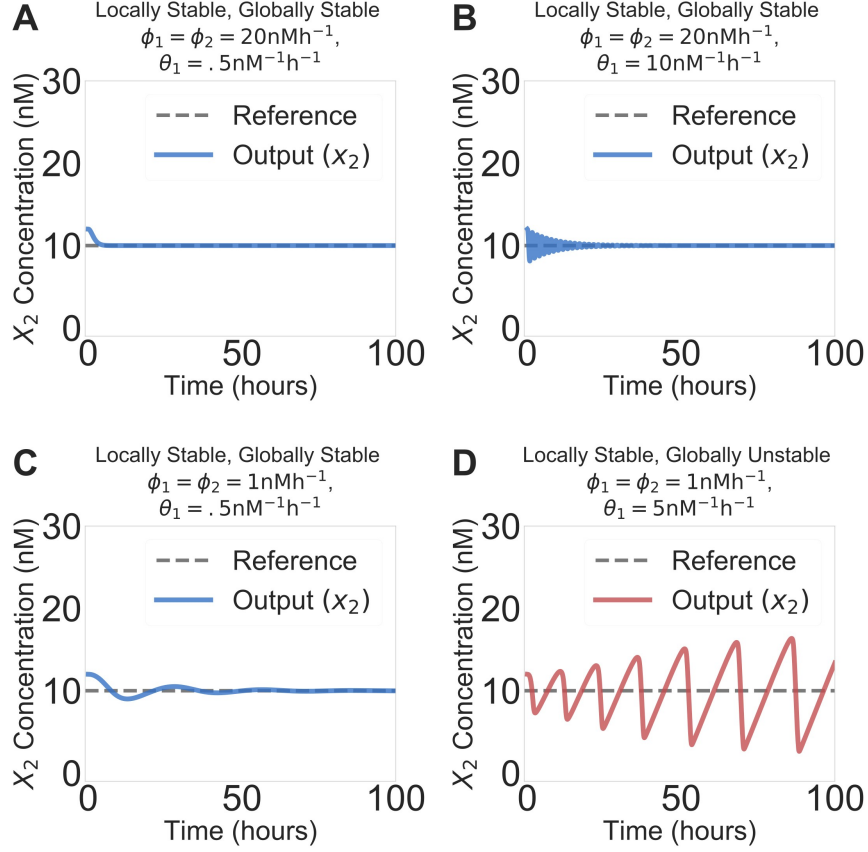 A
Locally Stable, Globally Stable
ϕ₁ = ϕ₂ = 20nMh⁻¹,
θ₁ = .5nM⁻¹h⁻¹
X₂ Concentration (nM)
30
20
10
0
Reference
Output (x₂)
0 50 100
Time (hours)
B
Locally Stable, Globally Stable
ϕ₁ = ϕ₂ = 20nMh⁻¹,
θ₁ = 10nM⁻¹h⁻¹
X₂ Concentration (nM)
30
20
10
0
Reference
Output (x₂)
0 50 100
Time (hours)
C
Locally Stable, Globally Stable
ϕ₁ = ϕ₂ = 1nMh⁻¹,
θ₁ = .5nM⁻¹h⁻¹
X₂ Concentration (nM)
30
20
10
0
Reference
Output (x₂)
0 50 100
Time (hours)
D
Locally Stable, Globally Unstable
ϕ₁ = ϕ₂ = 1nMh⁻¹,
θ₁ = 5nM⁻¹h⁻¹
X₂ Concentration (nM)
30
20
10
0
Reference
Output (x₂)
0 50 100
Time (hours)